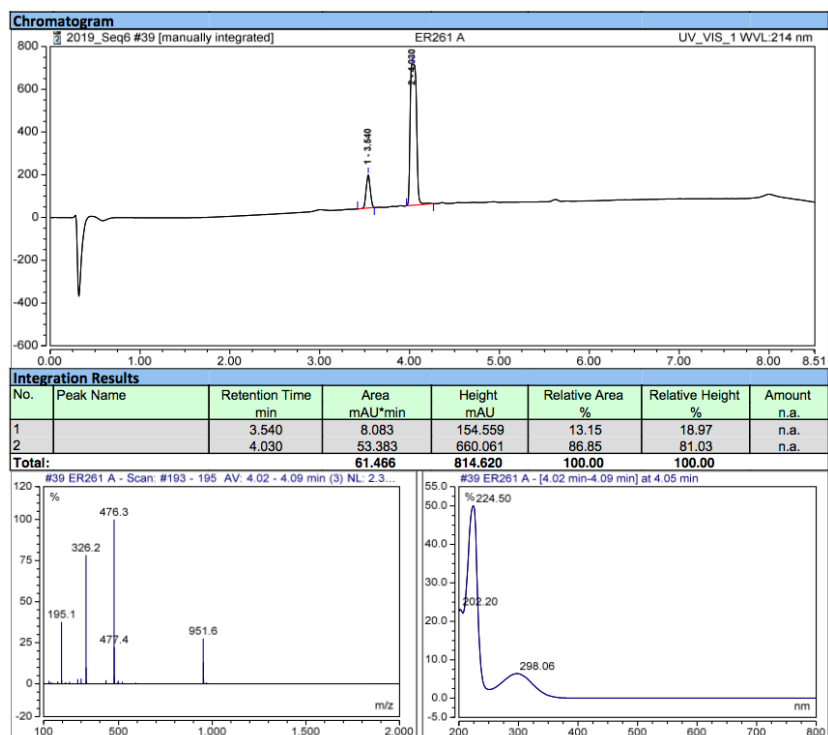 Chromatogram
2019_Seq6 #39 [manually integrated] ER261 A UV_VIS_1 WVL:214 nm
800
600
400
200
0
-200
-400
-600
1 - 3.540
2 - 4.030
0.00 1.00 2.00 3.00 4.00 5.00 6.00 7.00 8.00 8.51
Integration Results
No. Peak Name Retention Time Area Height Relative Area Relative Height Amount
min mAU*min mAU % % n.a.
1 3.540 8.083 154.559 13.15 18.97 n.a.
2 4.030 53.383 660.061 86.85 81.03 n.a.
Total: 61.466 814.620 100.00 100.00
#39 ER261 A - Scan: #193 - 195 AV: 4.02 - 4.09 min (3) NL: 2.3...
120
100
75
50
25
0
-20
%
476.3
326.2
195.1
477.4
951.6
m/z
100 500 1.000 1.500 2.000
#39 ER261 A - [4.02 min-4.09 min] at 4.05 min
55.0
50.0
40.0
30.0
20.0
10.0
0.0
-5.0
%
224.50
202.20
298.06
nm
200 300 400 500 600 700 800